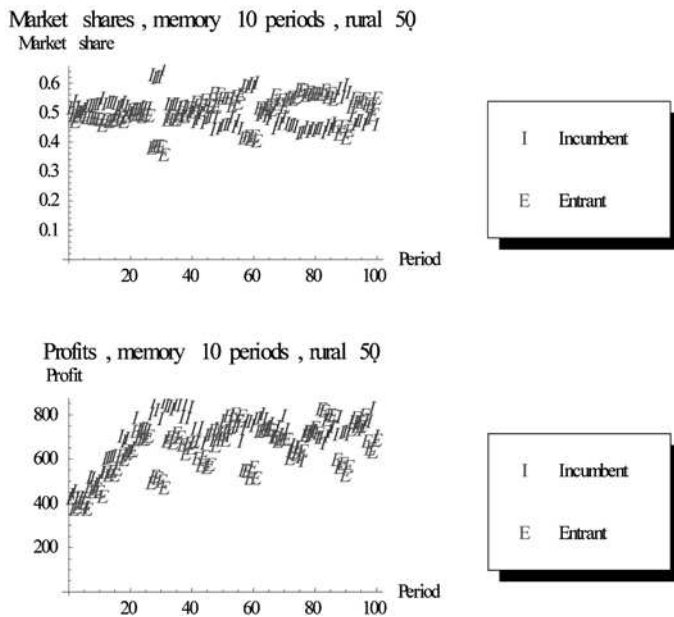 Market shares , memory 10 periods , rural 50.
Market share
0.6
0.5
0.4
0.3
0.2
0.1
20 40 60 80 100
Period
I Incumbent
E Entrant
Profits , memory 10 periods , rural 50.
Profit
800
600
400
200
20 40 60 80 100
Period
I Incumbent
E Entrant